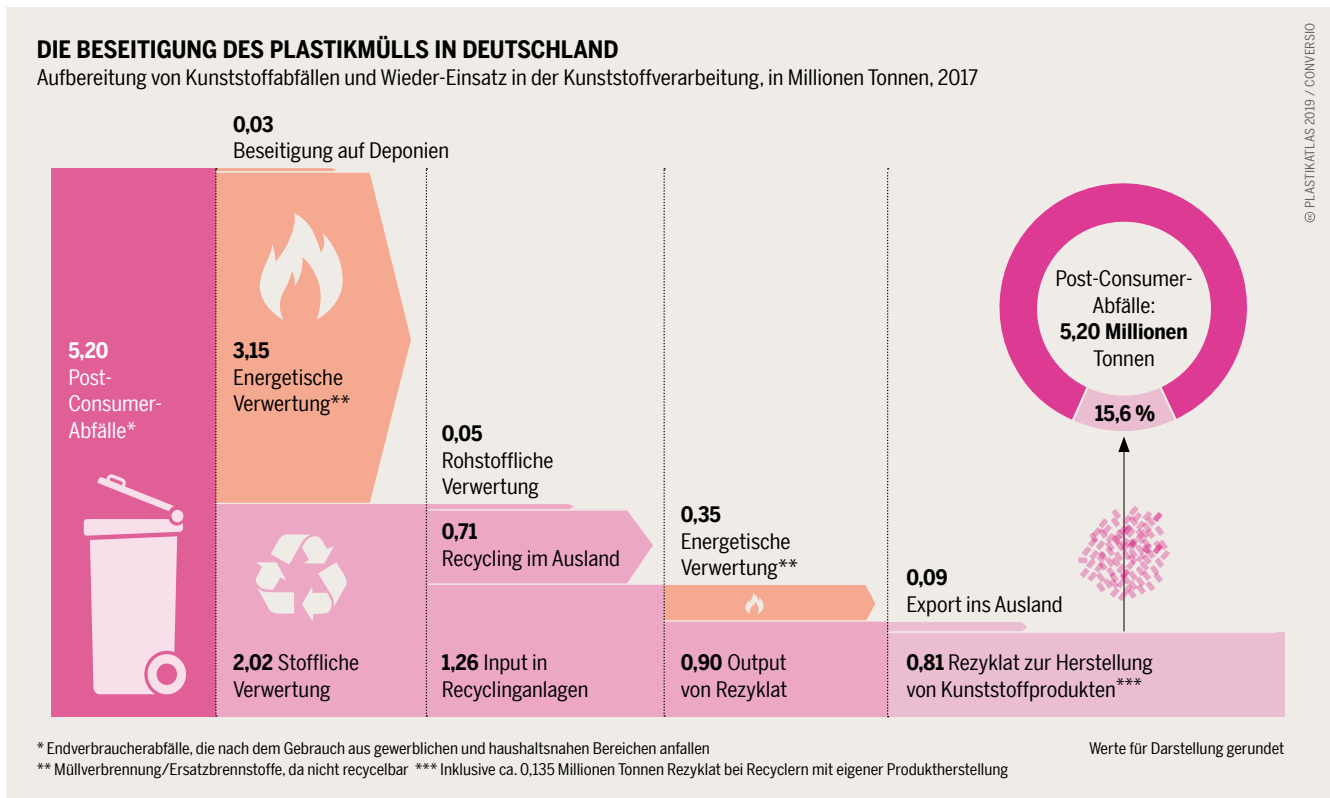 DIE BESEITIGUNG DES PLASTIKMÜLLS IN DEUTSCHLAND
Aufbereitung von Kunststoffabfällen und Wieder-Einsatz in der Kunststoffverarbeitung, in Millionen Tonnen, 2017
© PLASTIKATLAS 2019 / CONVERSIO
0,03
Beseitigung auf Deponien
5,20
Post-
Consumer-
Abfälle*
3,15
Energetische
Verwertung**
2,02 Stoffliche
Verwertung
0,05
Rohstoffliche
Verwertung
0,71
Recycling im Ausland
1,26 Input in
Recyclinganlagen
0,35
Energetische
Verwertung**
0,90 Output
von Rezyklat
0,09
Export ins Ausland
0,81 Rezyklat zur Herstellung
von Kunststoffprodukten***
Post-Consumer-
Abfälle:
5,20 Millionen
Tonnen
15,6 %
* Endverbraucherabfälle, die nach dem Gebrauch aus gewerblichen und haushaltsnahen Bereichen anfallen
Werte für Darstellung gerundet
** Müllverbrennung/Ersatzbrennstoffe, da nicht recycelbar *** Inklusive ca. 0,135 Millionen Tonnen Rezyklat bei Recyclern mit eigener Produktherstellung